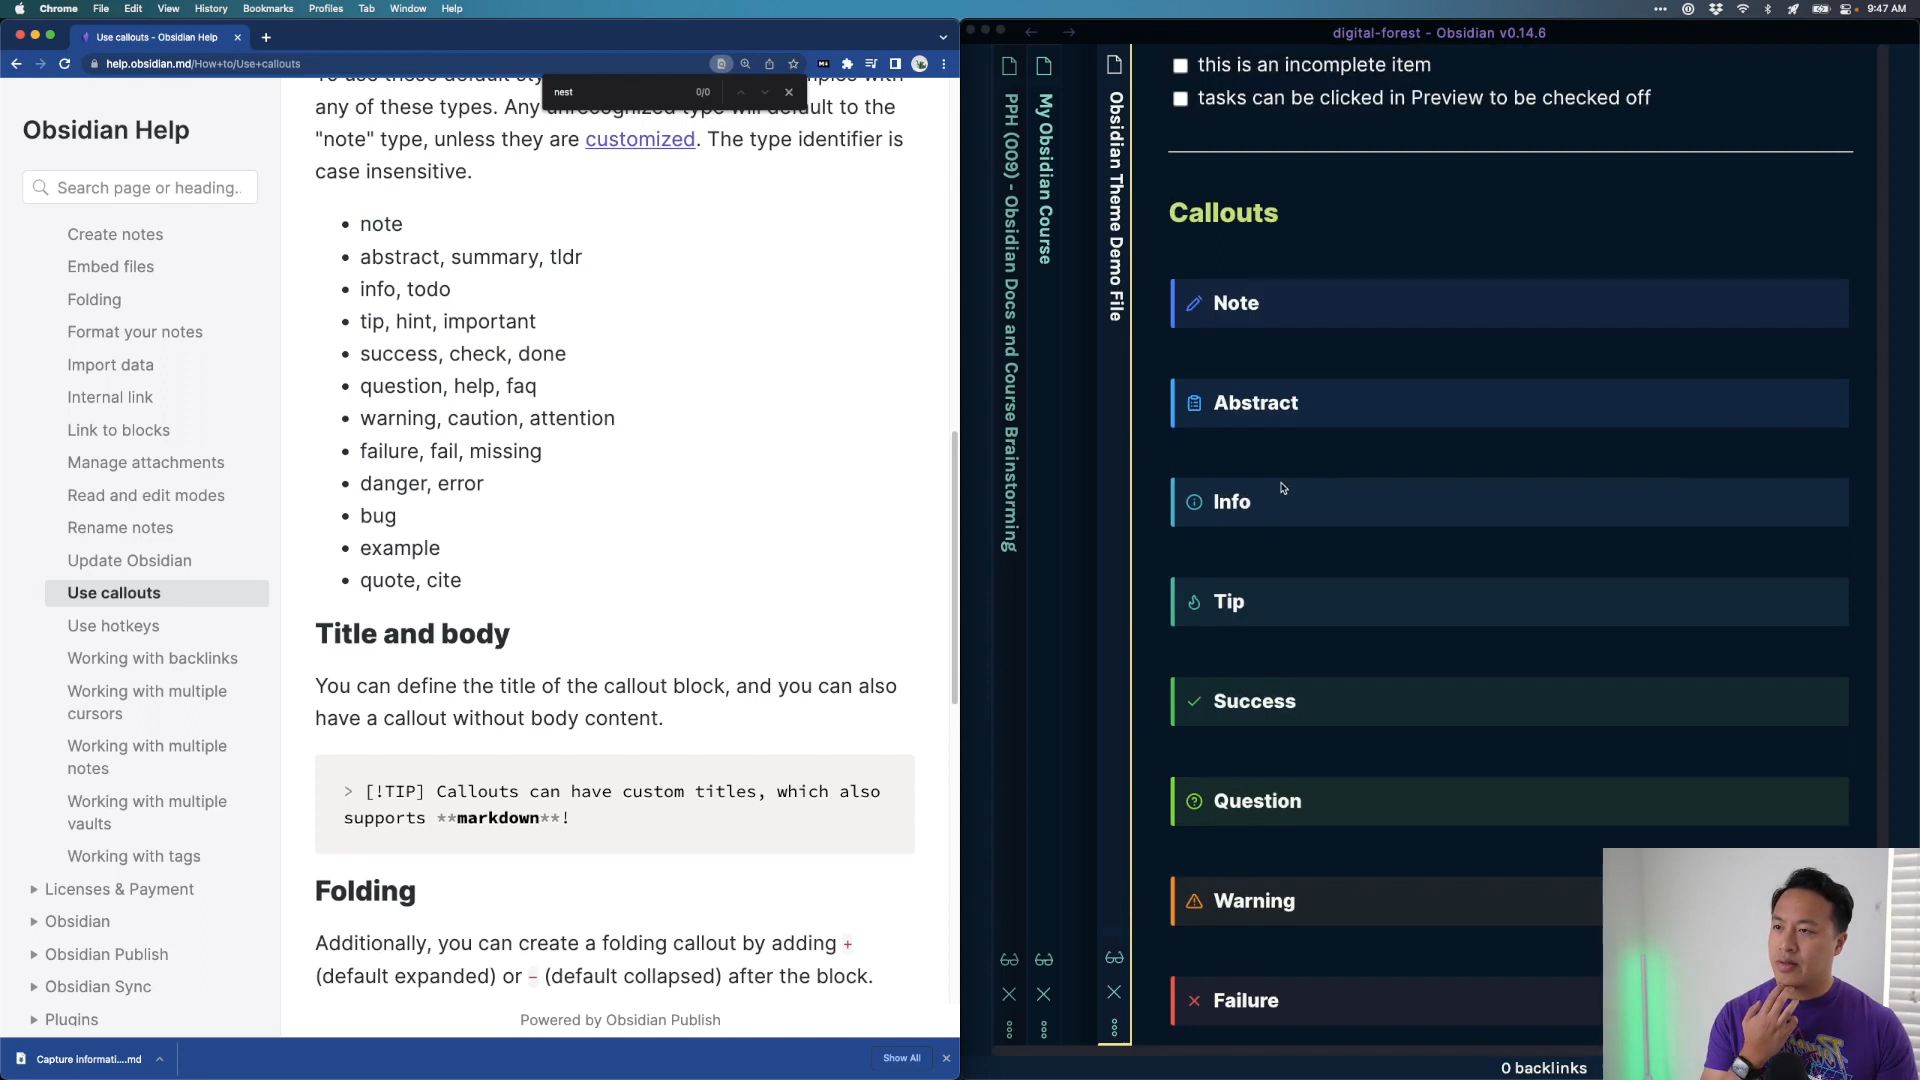 Chrome File Edit View History Bookmarks Profiles Tab Window Help
9:47 AM
Use callouts - Obsidian Help
help.obsidian.md/How+to/Use+callouts
nest 0/0
Obsidian Help
Search page or heading..
Create notes
Embed files
Folding
Format your notes
Import data
Internal link
Link to blocks
Manage attachments
Read and edit modes
Rename notes
Update Obsidian
Use callouts
Use hotkeys
Working with backlinks
Working with multiple
cursors
Working with multiple
notes
Working with multiple
vaults
Working with tags
Licenses & Payment
Obsidian
Obsidian Publish
Obsidian Sync
Plugins
any of these types. Any unrecognized type will default to the
"note" type, unless they are customized. The type identifier is
case insensitive.
• note
• abstract, summary, tldr
• info, todo
• tip, hint, important
• success, check, done
• question, help, faq
• warning, caution, attention
• failure, fail, missing
• danger, error
• bug
• example
• quote, cite
Title and body
You can define the title of the callout block, and you can also
have a callout without body content.
> [!TIP] Callouts can have custom titles, which also
supports **markdown**!
Folding
Additionally, you can create a folding callout by adding +
(default expanded) or - (default collapsed) after the block.
Powered by Obsidian Publish
Capture informati....md
Show All
digital-forest - Obsidian v0.14.6
PPH (009) - Obsidian Docs and Course Brainstorming
My Obsidian Course
Obsidian Theme Demo File
this is an incomplete item
tasks can be clicked in Preview to be checked off
Callouts
Note
Abstract
Info
Tip
Success
Question
Warning
Failure
0 backlinks